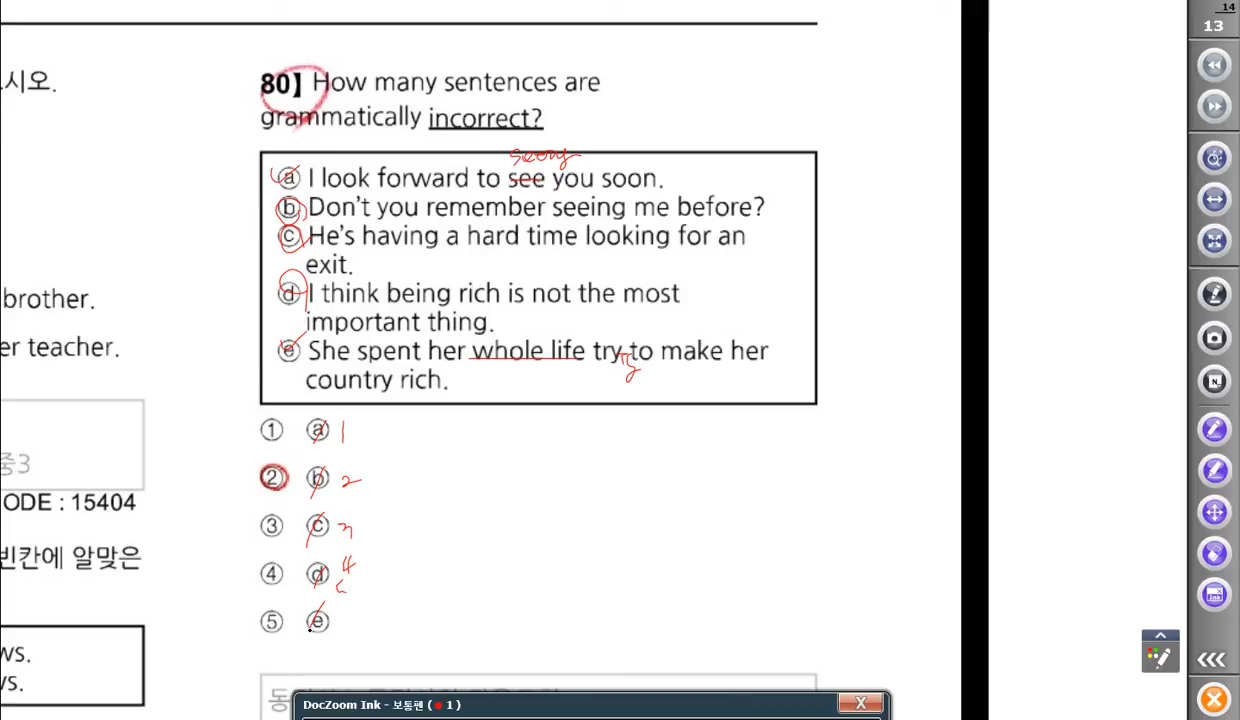 14
13
시오.
80】 How many sentences are
grammatically incorrect?
seeing
ⓐ I look forward to see you soon.
ⓑ Don't you remember seeing me before?
ⓒ He's having a hard time looking for an
exit.
ⓓ I think being rich is not the most
important thing.
ⓔ She spent her whole life try to make her
country rich.
brother.
er teacher.
① ⓐ 1
② ⓑ 2
③ ⓒ 3
④ ⓓ 4
⑤ ⓔ
중3
ODE : 15404
빈칸에 알맞은
ws.
s.
DocZoom Ink - 보통펜 ( 1 )
X